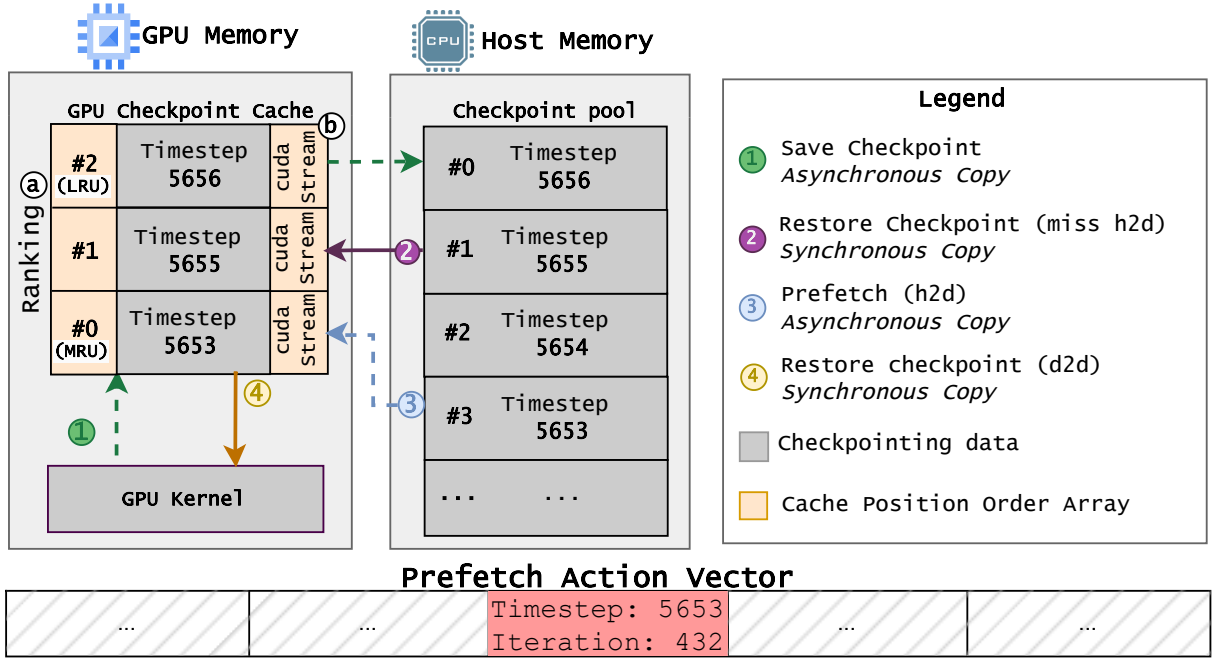 GPU Memory
CPU
Host Memory
GPU Checkpoint Cache
Ranking
a
b
#2
(LRU)
Timestep
5656
cuda
Stream
#1
Timestep
5655
cuda
Stream
#0
(MRU)
Timestep
5653
cuda
Stream
1
4
GPU Kernel
Checkpoint pool
#0
Timestep
5656
2
#1
Timestep
5655
#2
Timestep
5654
3
#3
Timestep
5653
...
...
Legend
1
Save Checkpoint
Asynchronous Copy
2
Restore Checkpoint (miss h2d)
Synchronous Copy
3
Prefetch (h2d)
Asynchronous Copy
4
Restore checkpoint (d2d)
Synchronous Copy
Checkpointing data
Cache Position Order Array
Prefetch Action Vector
...
...
Timestep: 5653
Iteration: 432
...
...